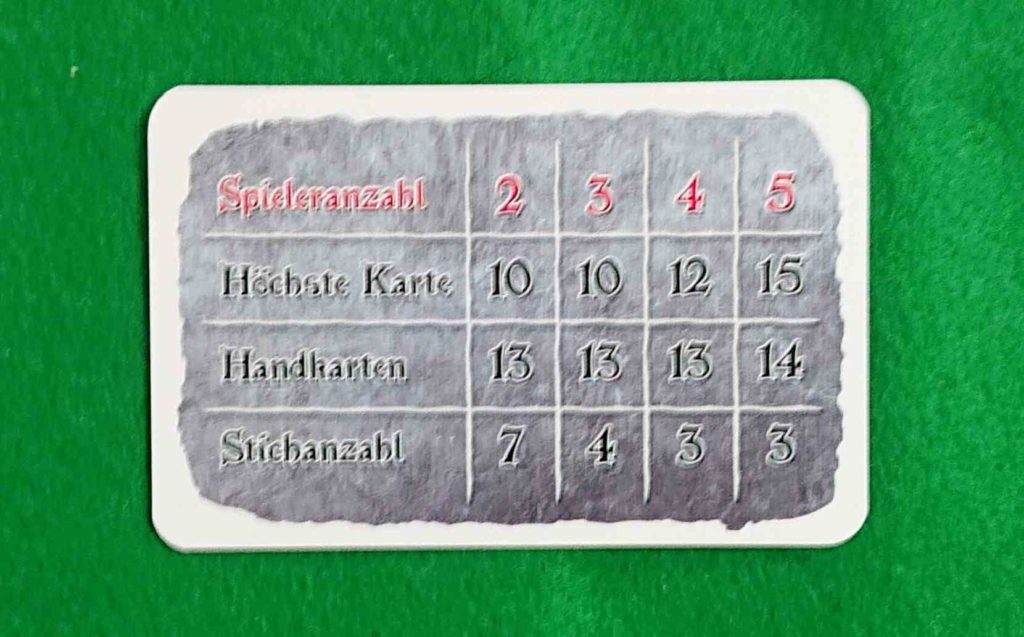 Spieleranzahl 2 3 4 5
Höchste Karte 10 10 12 15
Handkarten 13 13 13 14
Stichanzahl 7 4 3 3